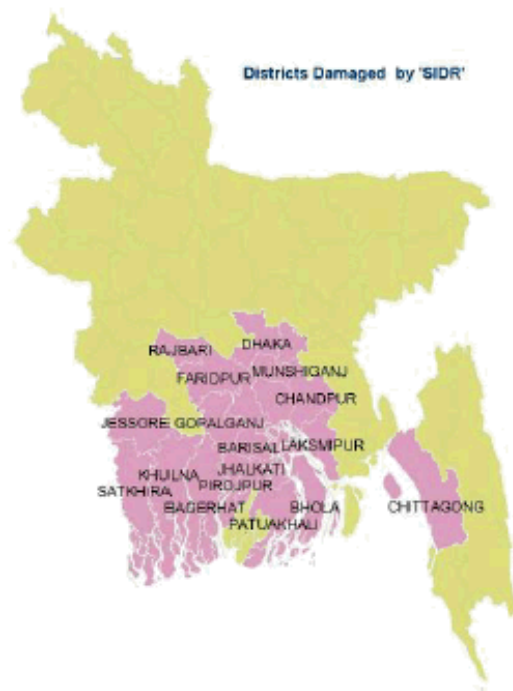 Districts Damaged by 'SIDR'
DHAKA
RAJBARI
MUNSHIGANJ
FARIDPUR
CHANDPUR
JESSORE GOPALGANJ
BARISAL LAKSMIPUR
JHALKATI
KHULNA
PIROJPUR
SATKHIRA
BAGERHAT BHOLA CHITTAGONG
PATUAKHALI